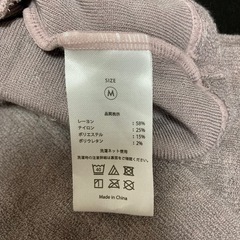 SIZE
M
品質表示
レーヨン : 58%
ナイロン : 25%
ポリエステル : 15%
ポリウレタン : 2%
洗濯ネット使用
Made in China